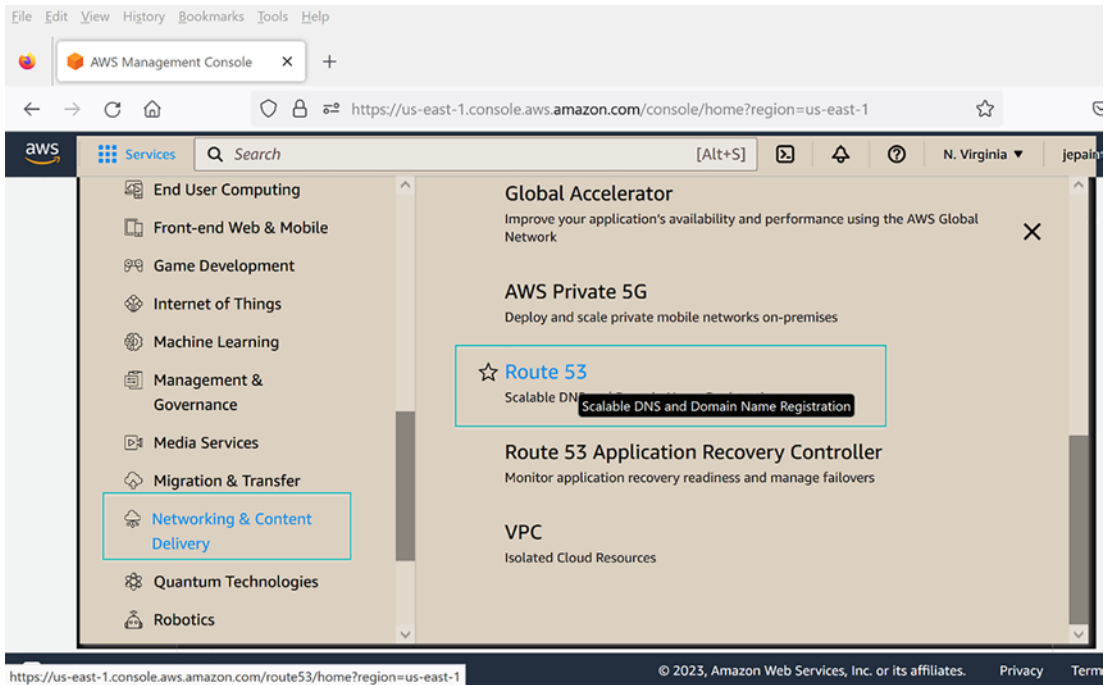 File Edit View History Bookmarks Tools Help
AWS Management Console
https://us-east-1.console.aws.amazon.com/console/home?region=us-east-1
aws Services Search [Alt+S] N. Virginia jepain
End User Computing
Front-end Web & Mobile
Game Development
Internet of Things
Machine Learning
Management &
Governance
Media Services
Migration & Transfer
Networking & Content
Delivery
Quantum Technologies
Robotics
Global Accelerator
Improve your application's availability and performance using the AWS Global
Network
AWS Private 5G
Deploy and scale private mobile networks on-premises
Route 53
Scalable DNS
Scalable DNS and Domain Name Registration
Route 53 Application Recovery Controller
Monitor application recovery readiness and manage failovers
VPC
Isolated Cloud Resources
https://us-east-1.console.aws.amazon.com/route53/home?region=us-east-1
© 2023, Amazon Web Services, Inc. or its affiliates. Privacy Term